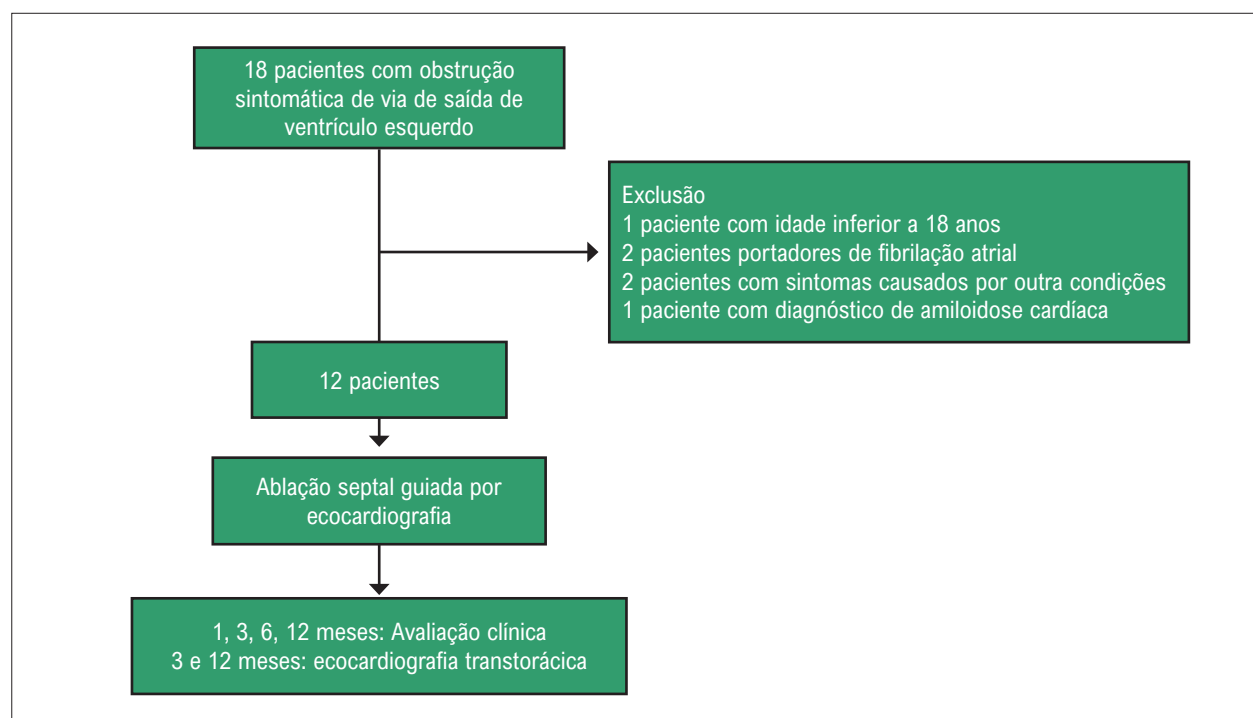 18 pacientes com obstrução
sintomática de via de saída de
ventrículo esquerdo
Exclusão
1 paciente com idade inferior a 18 anos
2 pacientes portadores de fibrilação atrial
2 pacientes com sintomas causados por outra condições
1 paciente com diagnóstico de amiloidose cardíaca
12 pacientes
Ablação septal guiada por
ecocardiografia
1, 3, 6, 12 meses: Avaliação clínica
3 e 12 meses: ecocardiografia transtorácica